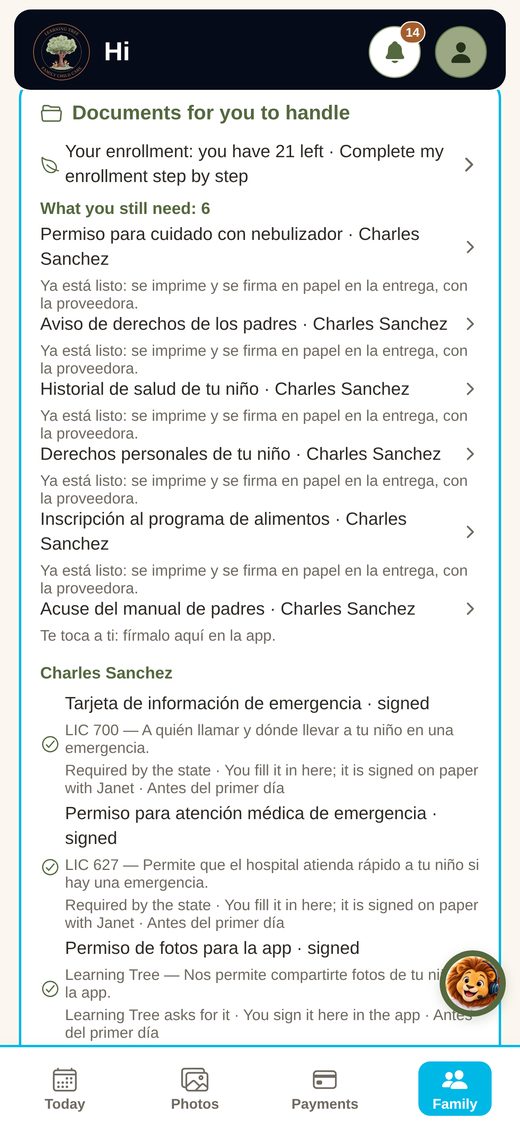 LEARNING TREE
FAMILY CHILD CARE
Hi
14
Documents for you to handle
Your enrollment: you have 21 left · Complete my
enrollment step by step
What you still need: 6
Permiso para cuidado con nebulizador · Charles
Sanchez
Ya está listo: se imprime y se firma en papel en la entrega, con
la proveedora.
Aviso de derechos de los padres · Charles Sanchez
Ya está listo: se imprime y se firma en papel en la entrega, con
la proveedora.
Historial de salud de tu niño · Charles Sanchez
Ya está listo: se imprime y se firma en papel en la entrega, con
la proveedora.
Derechos personales de tu niño · Charles Sanchez
Ya está listo: se imprime y se firma en papel en la entrega, con
la proveedora.
Inscripción al programa de alimentos · Charles
Sanchez
Ya está listo: se imprime y se firma en papel en la entrega, con
la proveedora.
Acuse del manual de padres · Charles Sanchez
Te toca a ti: fírmalo aquí en la app.
Charles Sanchez
Tarjeta de información de emergencia · signed
LIC 700 — A quién llamar y dónde llevar a tu niño en una
emergencia.
Required by the state · You fill it in here; it is signed on paper
with Janet · Antes del primer día
Permiso para atención médica de emergencia ·
signed
LIC 627 — Permite que el hospital atienda rápido a tu niño si
hay una emergencia.
Required by the state · You fill it in here; it is signed on paper
with Janet · Antes del primer día
Permiso de fotos para la app · signed
Learning Tree — Nos permite compartirte fotos de tu
la app.
Learning Tree asks for it · You sign it here in the app · Antes
del primer día
Today
Photos
Payments
Family